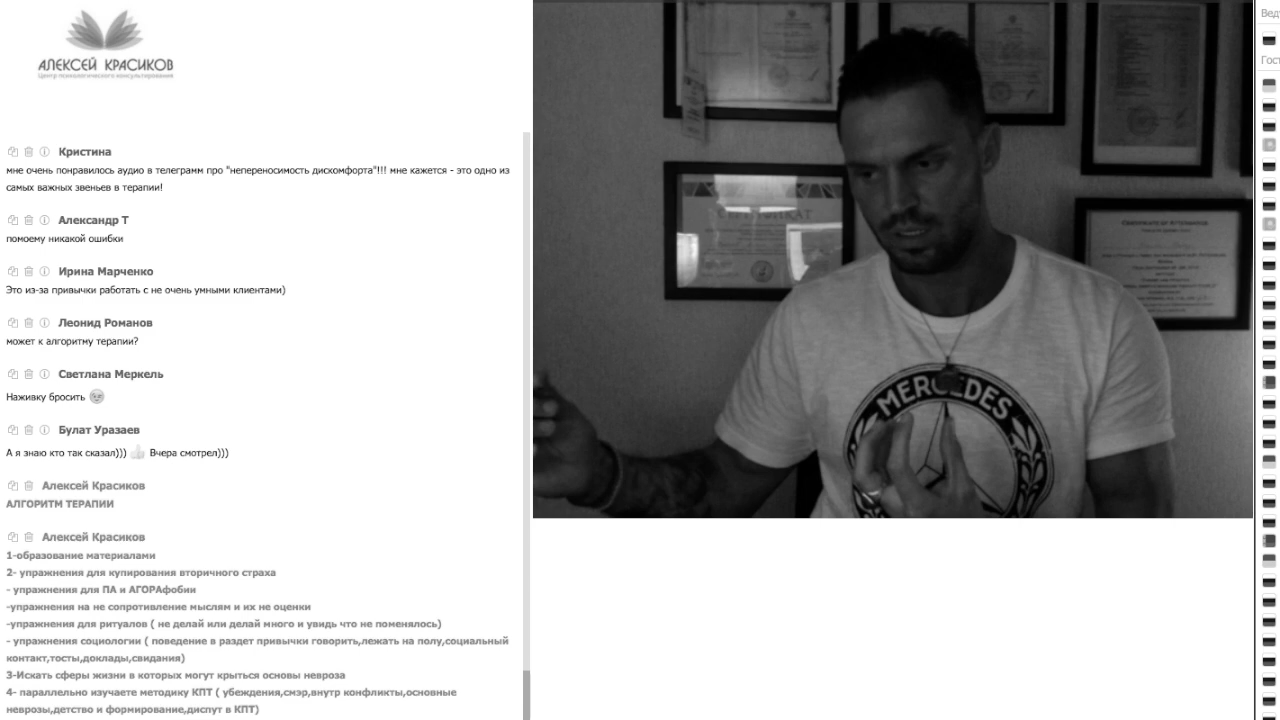 АЛЕКСЕЙ КРАСИКОВ
Центр психологического консультирования
Кристина
мне очень понравилось аудио в телеграмм про "непереносимость дискомфорта"!!! мне кажется - это одно из
самых важных звеньев в терапии!
Александр Т
помоему никакой ошибки
Ирина Марченко
Это из-за привычки работать с не очень умными клиентами)
Леонид Романов
может к алгоритму терапии?
Светлана Меркель
Наживку бросить
Булат Уразаев
А я знаю кто так сказал))) Вчера смотрел)))
Алексей Красиков
АЛГОРИТМ ТЕРАПИИ
Алексей Красиков
1-образование материалами
2- упражнения для купирования вторичного страха
- упражнения для ПА и АГОРАфобии
-упражнения на не сопротивление мыслям и их не оценки
-упражнения для ритуалов ( не делай или делай много и увидь что не поменялось)
- упражнения социологии ( поведение в раздет привычки говорить,лежать на полу,социальный
контакт,тосты,доклады,свидания)
3-Искать сферы жизни в которых могут крыться основы невроза
4- параллельно изучаете методику КПТ ( убеждения,смэр,внутр конфликты,основные
неврозы,детство и формирование,диспут в КПТ)
СЕРТИФИКАТ
MERCEDES
Вед
Гост